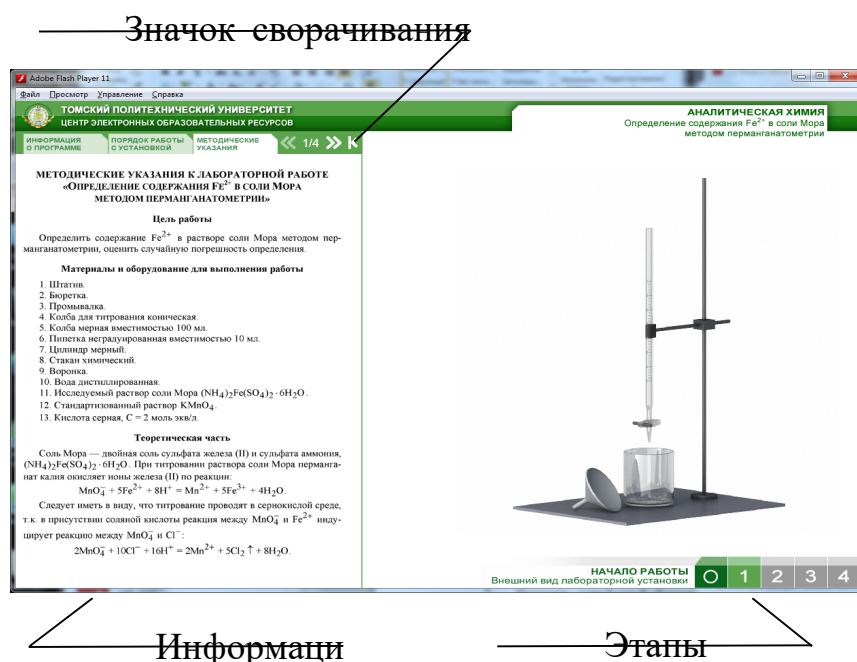 Значок сворачивания
Adobe Flash Player 11
Файл Просмотр Управление Справка
ТОМСКИЙ ПОЛИТЕХНИЧЕСКИЙ УНИВЕРСИТЕТ
ЦЕНТР ЭЛЕКТРОННЫХ ОБРАЗОВАТЕЛЬНЫХ РЕСУРСОВ
АНАЛИТИЧЕСКАЯ ХИМИЯ
Определение содержания Fe²⁺ в соли Мора
методом перманганатометрии
ИНФОРМАЦИЯ
О ПРОГРАММЕ
ПОРЯДОК РАБОТЫ
С УСТАНОВКОЙ
МЕТОДИЧЕСКИЕ
УКАЗАНИЯ
1/4
МЕТОДИЧЕСКИЕ УКАЗАНИЯ К ЛАБОРАТОРНОЙ РАБОТЕ
«ОПРЕДЕЛЕНИЕ СОДЕРЖАНИЯ FE²⁺ В СОЛИ МОРА
МЕТОДОМ ПЕРМАНГАНАТОМЕТРИИ»
Цель работы
Определить содержание Fe²⁺ в растворе соли Мора методом пер-
манганатометрии, оценить случайную погрешность определения.
Материалы и оборудование для выполнения работы
1. Штатив.
2. Бюретка.
3. Промывалка.
4. Колба для титрования коническая.
5. Колба мерная вместимостью 100 мл.
6. Пипетка неградуированная вместимостью 10 мл.
7. Цилиндр мерный.
8. Стакан химический.
9. Воронка.
10. Вода дистиллированная.
11. Исследуемый раствор соли Мора (NH₄)₂Fe(SO₄)₂·6H₂O.
12. Стандартизованный раствор KMnO₄.
13. Кислота серная, C = 2 моль экв/л.
Теоретическая часть
Соль Мора — двойная соль сульфата железа (II) и сульфата аммония,
(NH₄)₂Fe(SO₄)₂·6H₂O. При титровании раствора соли Мора перманга-
нат калия окисляет ионы железа (II) по реакции:
MnO₄⁻ + 5Fe²⁺ + 8H⁺ = Mn²⁺ + 5Fe³⁺ + 4H₂O.
Следует иметь в виду, что титрование проводят в сернокислой среде,
т.к. в присутствии соляной кислоты реакция между MnO₄⁻ и Fe²⁺ инду-
цирует реакцию между MnO₄⁻ и Cl⁻:
2MnO₄⁻ + 10Cl⁻ + 16H⁺ = 2Mn²⁺ + 5Cl₂ ↑ + 8H₂O.
НАЧАЛО РАБОТЫ
Внешний вид лабораторной установки
1 2 3 4
Информаци
Этапы